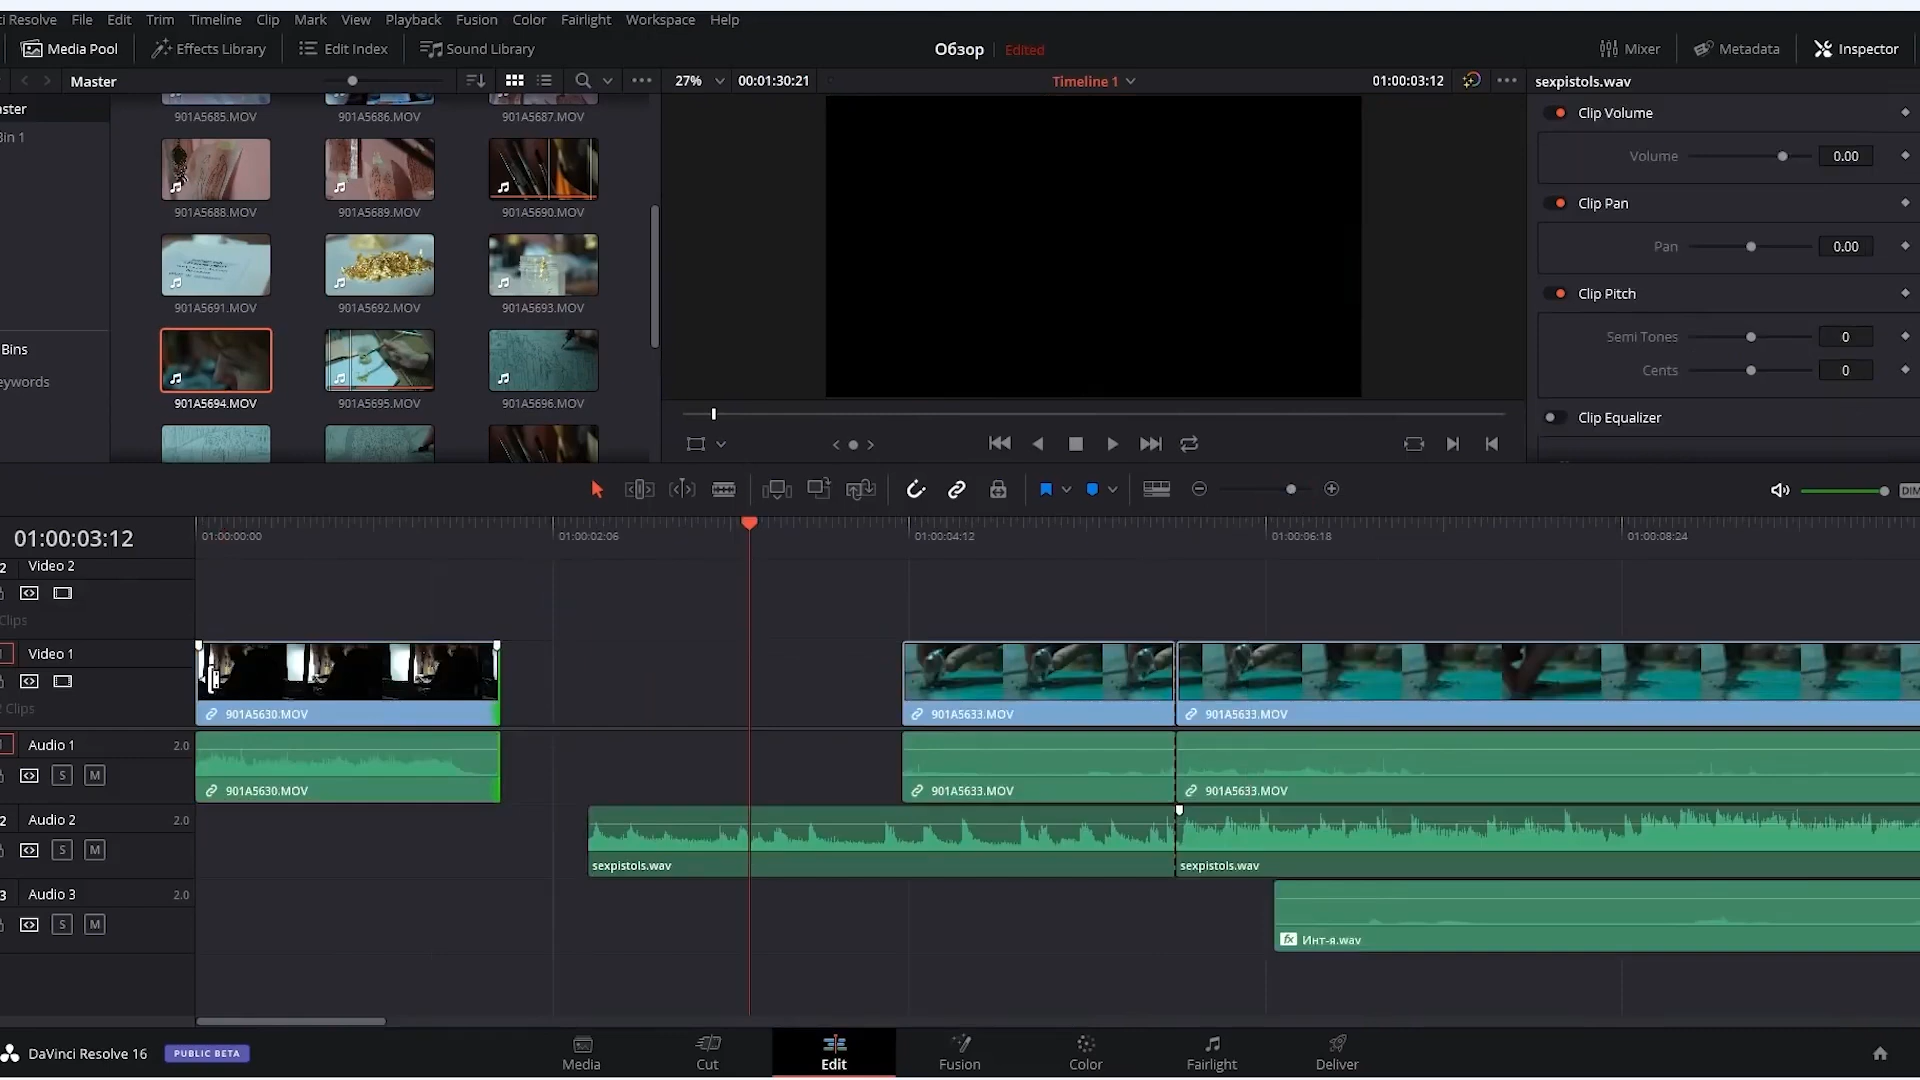 ci Resolve File Edit Trim Timeline Clip Mark View Playback Fusion Color Fairlight Workspace Help
Media Pool Effects Library Edit Index Sound Library Обзор Edited Mixer Metadata Inspector
Master 27% 00:01:30:21 Timeline 1 01:00:03:12 sexpistols.wav
aster
Bin 1
Bins
eywords
901A5685.MOV 901A5686.MOV 901A5687.MOV
901A5688.MOV 901A5689.MOV 901A5690.MOV
901A5691.MOV 901A5692.MOV 901A5693.MOV
901A5694.MOV 901A5695.MOV 901A5696.MOV
Clip Volume
Volume 0.00
Clip Pan
Pan 0.00
Clip Pitch
Semi Tones 0
Cents 0
Clip Equalizer
DIM
01:00:03:12 01:00:00:00 01:00:02:06 01:00:04:12 01:00:06:18 01:00:08:24
2 Video 2
Clips
Video 1
2 Clips
901A5630.MOV 901A5633.MOV 901A5633.MOV
Audio 1 2.0
S M
901A5630.MOV 901A5633.MOV 901A5633.MOV
2 Audio 2 2.0
S M
sexpistols.wav sexpistols.wav
3 Audio 3 2.0
S M
fx Инт-я.wav
DaVinci Resolve 16 PUBLIC BETA
Media Cut Edit Fusion Color Fairlight Deliver